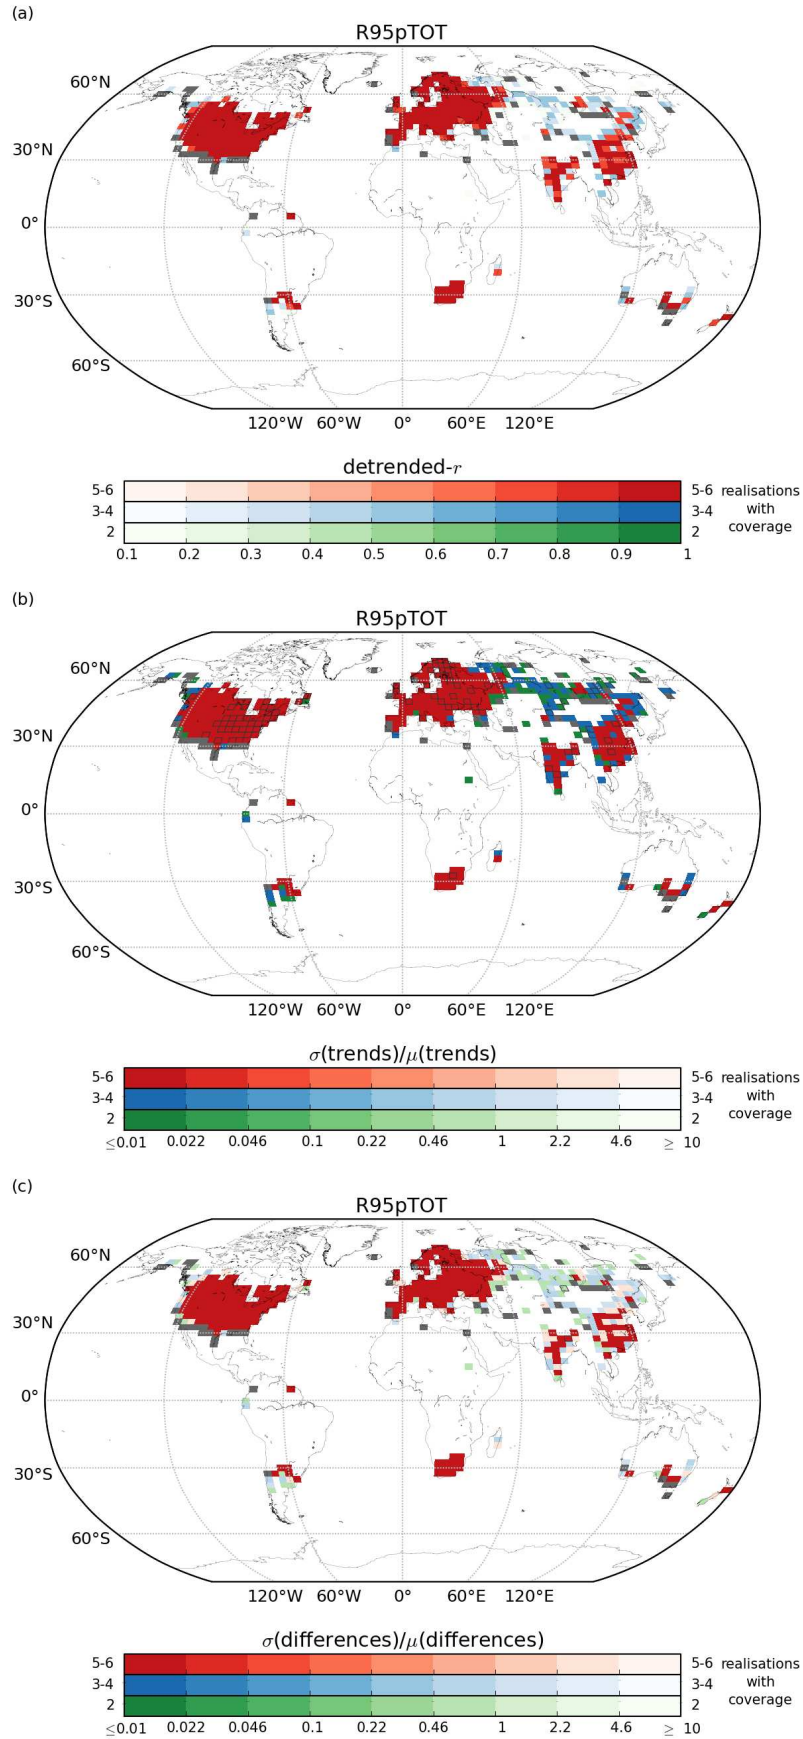 (a)
R95pTOT
60°N
30°N
0°
30°S
60°S
120°W 60°W 0° 60°E 120°E
detrended-r
5-6 5-6 realisations
3-4 3-4 with
2 2 coverage
0.1 0.2 0.3 0.4 0.5 0.6 0.7 0.8 0.9 1
(b)
R95pTOT
60°N
30°N
0°
30°S
60°S
120°W 60°W 0° 60°E 120°E
σ(trends)/μ(trends)
5-6 5-6 realisations
3-4 3-4 with
2 2 coverage
≤0.01 0.022 0.046 0.1 0.22 0.46 1 2.2 4.6 ≥ 10
(c)
R95pTOT
60°N
30°N
0°
30°S
60°S
120°W 60°W 0° 60°E 120°E
σ(differences)/μ(differences)
5-6 5-6 realisations
3-4 3-4 with
2 2 coverage
≤0.01 0.022 0.046 0.1 0.22 0.46 1 2.2 4.6 ≥ 10